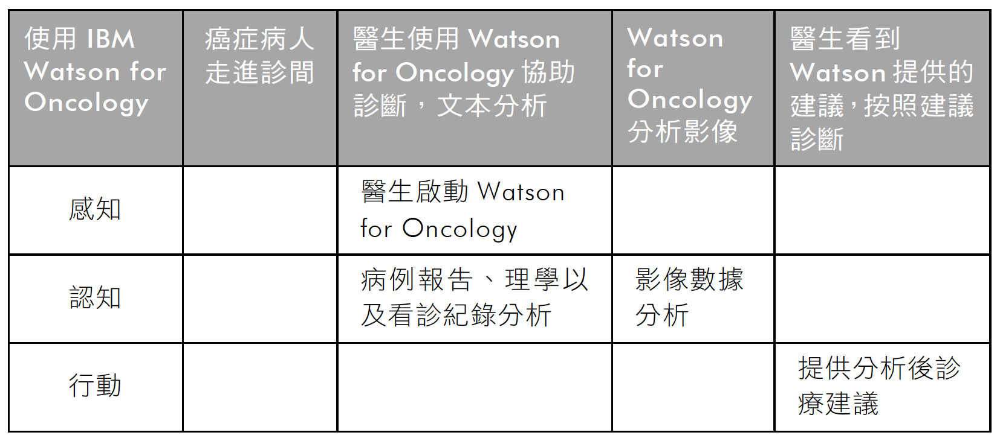 使用 IBM
Watson for
Oncology
癌症病人
走進診間
醫生使用 Watson
for Oncology 協助
診斷，文本分析
Watson
for
Oncology
分析影像
醫生看到
Watson 提供的
建議，按照建議
診斷
感知
醫生啟動 Watson
for Oncology
認知
病例報告、理學以
及看診紀錄分析
影像數據
分析
行動
提供分析後診
療建議